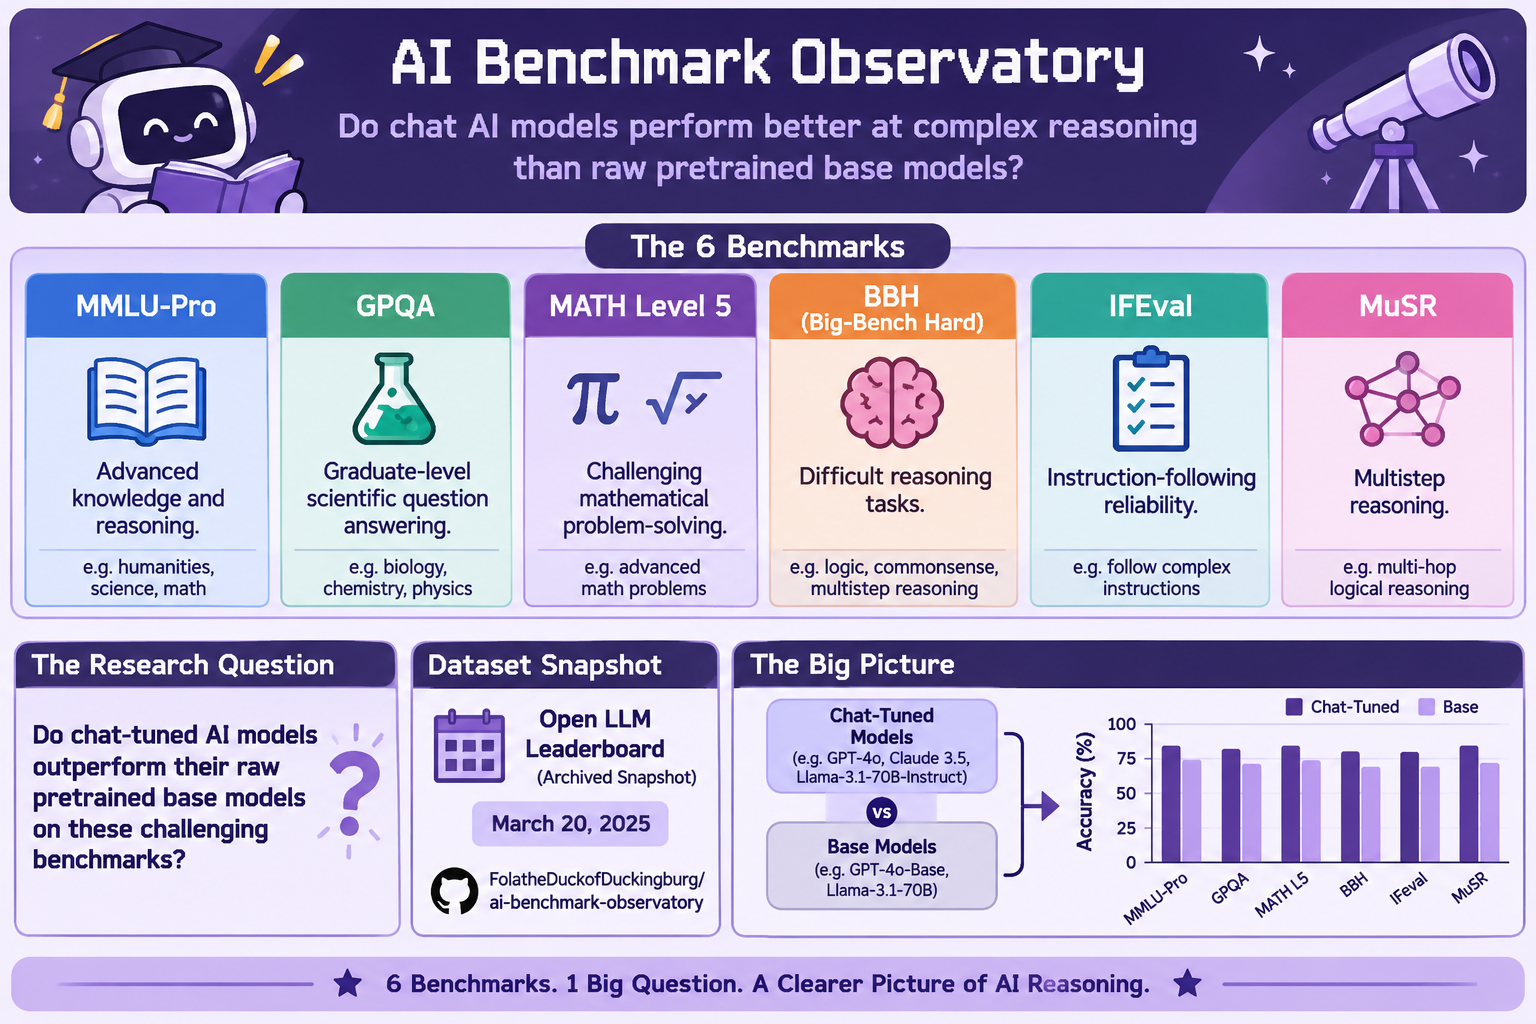 AI Benchmark Observatory
Do chat AI models perform better at complex reasoning
than raw pretrained base models?
The 6 Benchmarks
MMLU-Pro
Advanced
knowledge and
reasoning.
e.g. humanities,
science, math
GPQA
Graduate-level
scientific question
answering.
e.g. biology,
chemistry, physics
MATH Level 5
π √y
Challenging
mathematical
problem-solving.
e.g. advanced
math problems
BBH
(Big-Bench Hard)
Difficult reasoning
tasks.
e.g. logic, commonsense,
multistep reasoning
IFEval
Instruction-following
reliability.
e.g. follow complex
instructions
MuSR
Multistep
reasoning.
e.g. multi-hop
logical reasoning
The Research Question
Do chat-tuned AI models
outperform their raw
pretrained base models
on these challenging
benchmarks?
?
Dataset Snapshot
Open LLM
Leaderboard
(Archived Snapshot)
March 20, 2025
FolatheDuckofDuckingburg/
ai-benchmark-observatory
The Big Picture
Chat-Tuned
Models
(e.g. GPT-4o, Claude 3.5,
Llama-3.1-70B-Instruct)
vs
Base Models
(e.g. GPT-4o-Base,
Llama-3.1-70B)
Chat-Tuned
Base
Accuracy (%)
100
75
50
25
0
MMLU-Pro
GPQA
MATH L5
BBH
IFeval
MuSR
6 Benchmarks. 1 Big Question. A Clearer Picture of AI Reasoning.